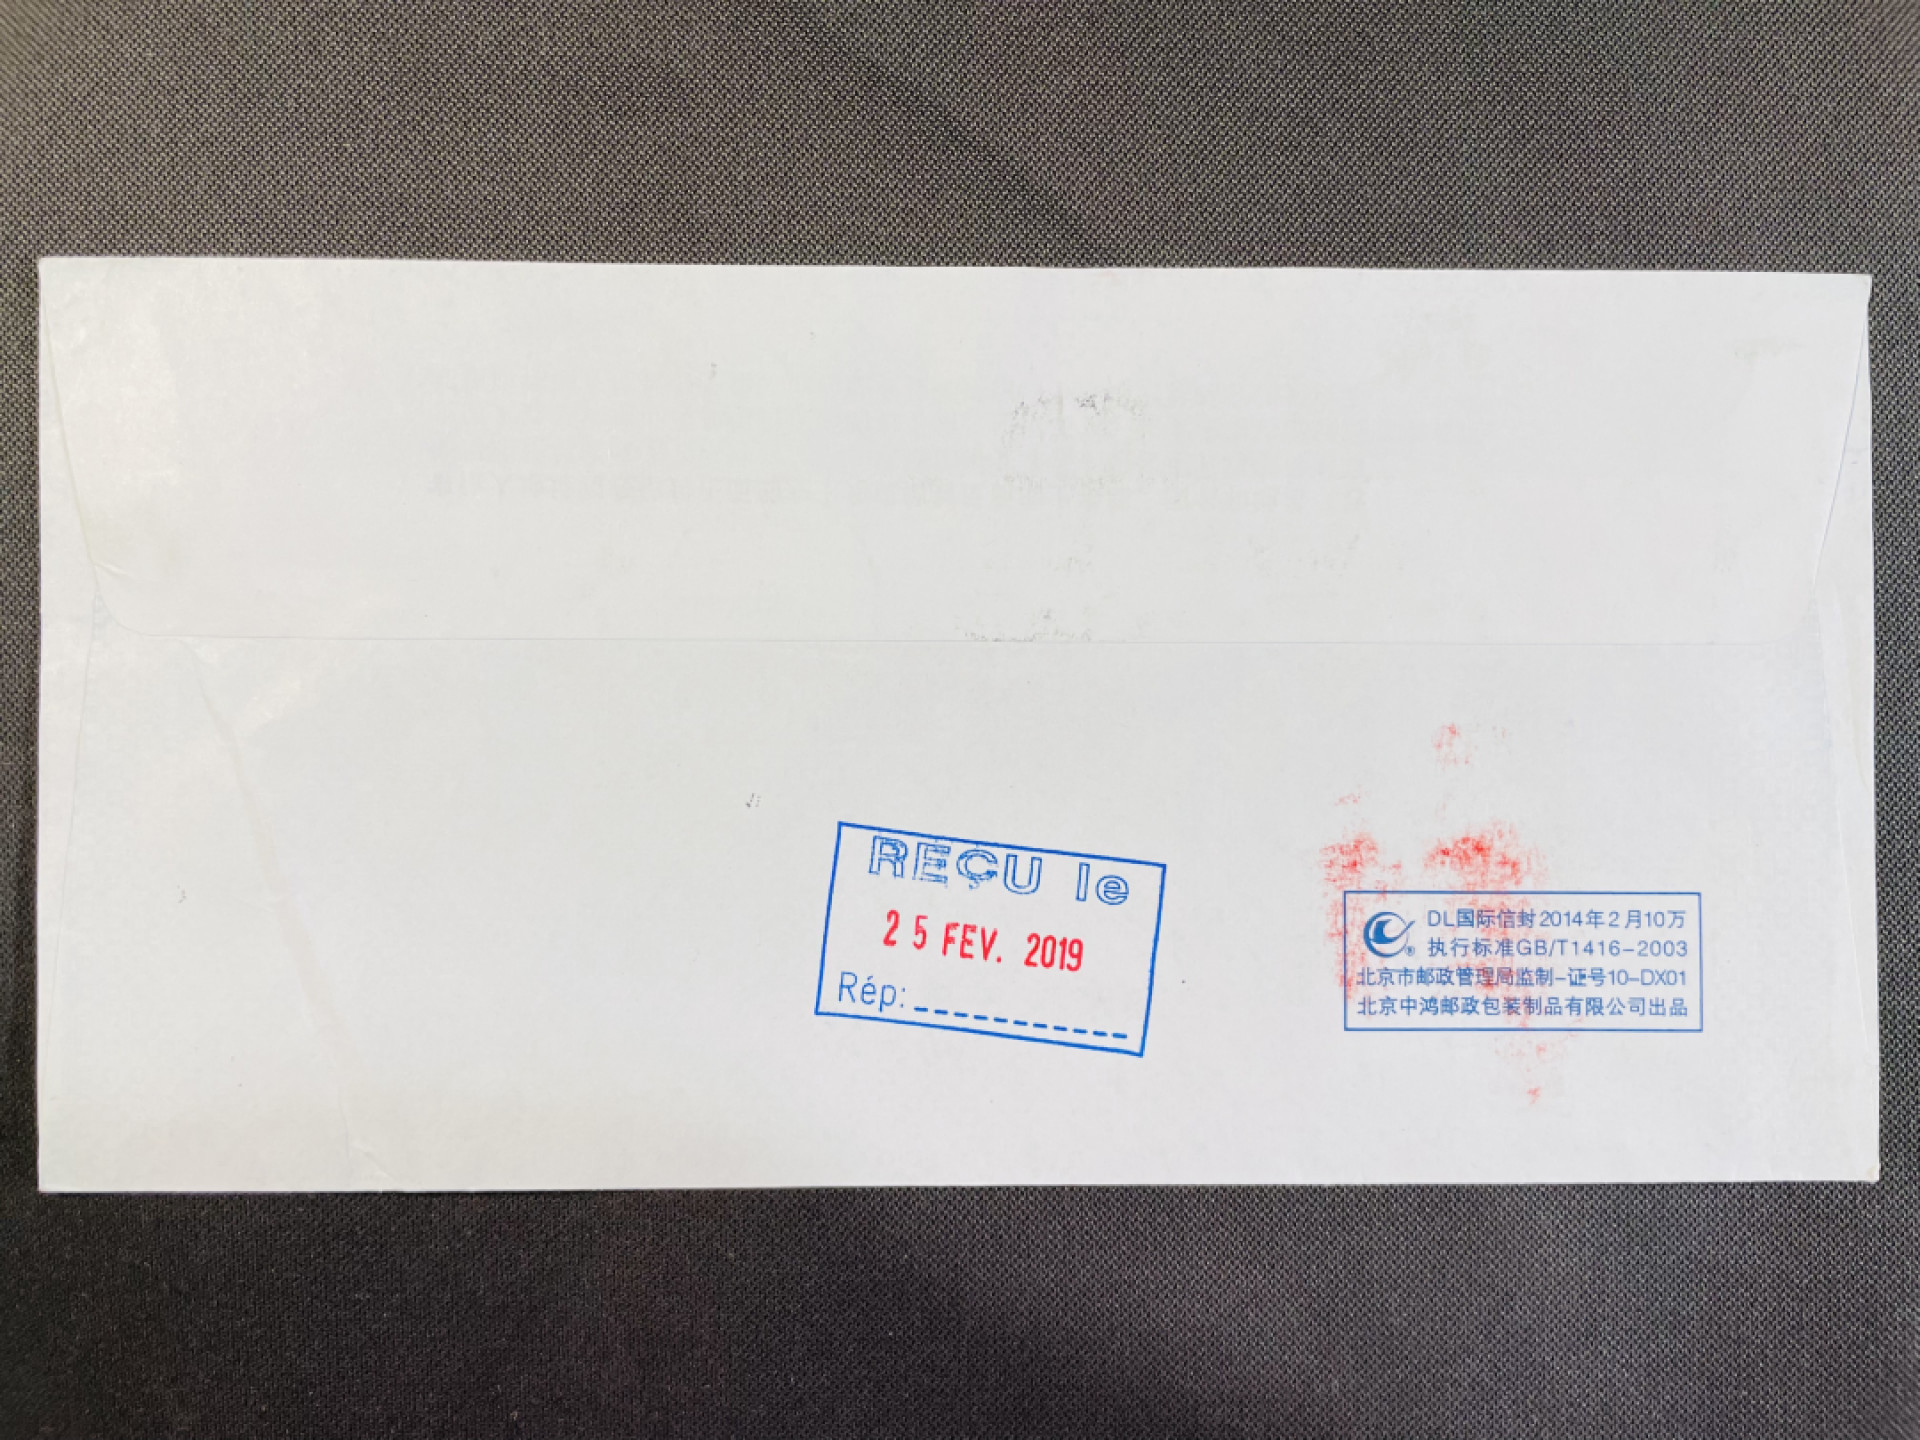 REÇU le
25 FEV. 2019
Rép:
DL国际信封2014年2月10万
执行标准GB/T1416-2003
北京市邮政管理局监制-证号10-DX01
北京中鸿邮政包装制品有限公司出品